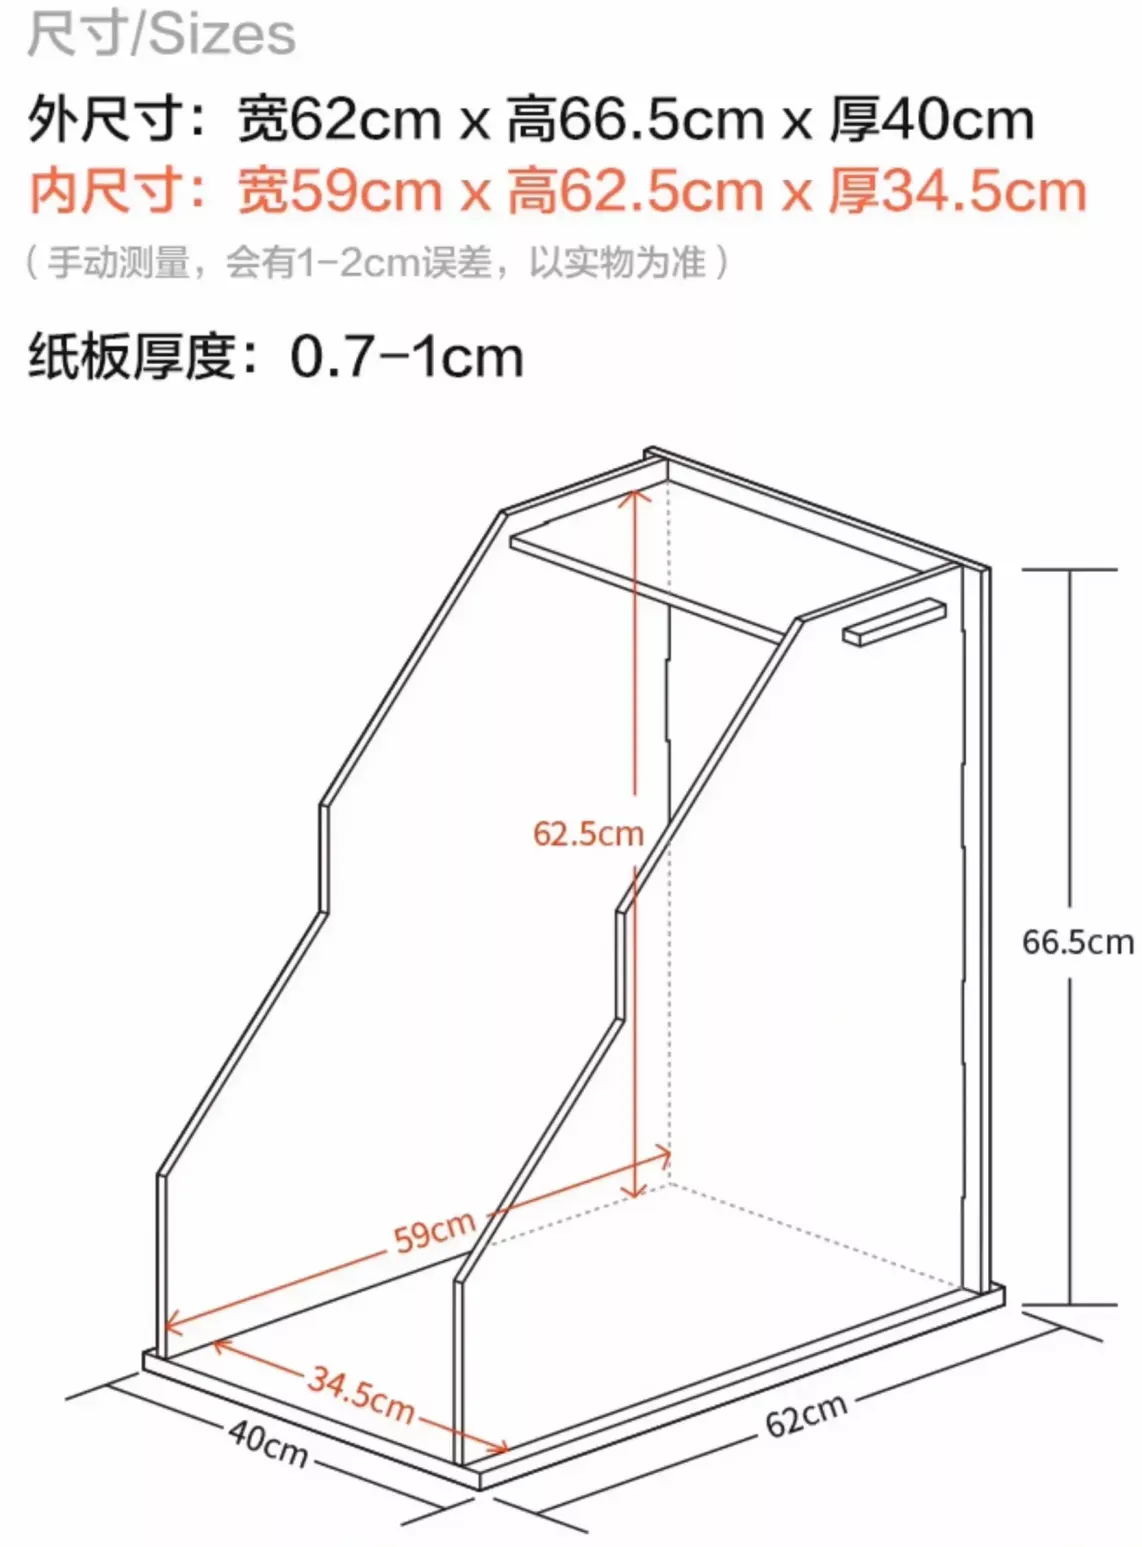 尺寸/Sizes
外尺寸：宽62cm x 高66.5cm x 厚40cm
内尺寸：宽59cm x 高62.5cm x 厚34.5cm
（手动测量，会有1-2cm误差，以实物为准）
纸板厚度：0.7-1cm
62.5cm
66.5cm
59cm
34.5cm
40cm
62cm